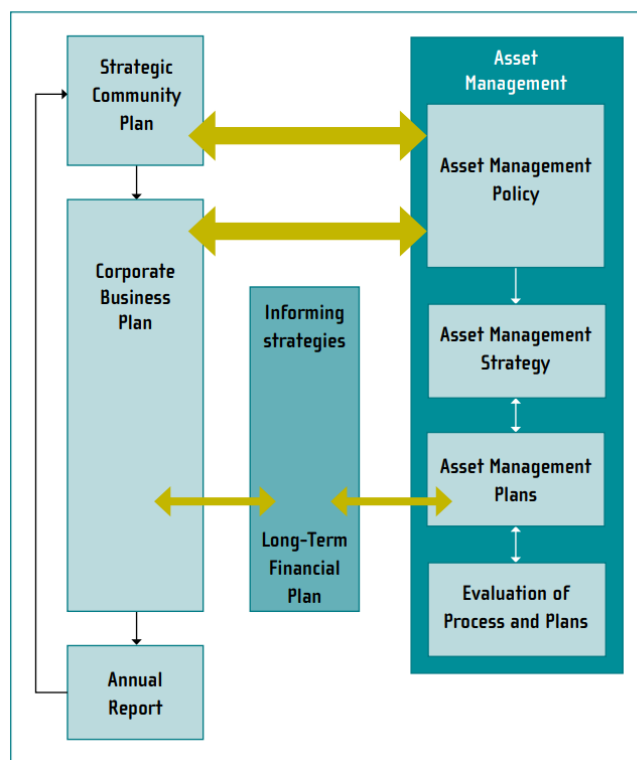 Strategic
Community
Plan
Corporate
Business
Plan
Annual
Report
Informing
strategies
Long-Term
Financial
Plan
Asset
Management
Asset Management
Policy
Asset Management
Strategy
Asset Management
Plans
Evaluation of
Process and Plans